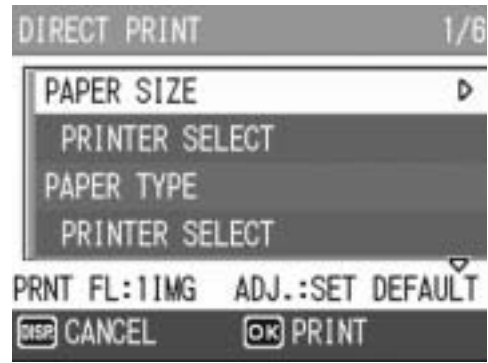 DIRECT PRINT 1/6
PAPER SIZE
PRINTER SELECT
PAPER TYPE
PRINTER SELECT
PRNT FL:1IMG ADJ.:SET DEFAULT
DISP. CANCEL OK PRINT